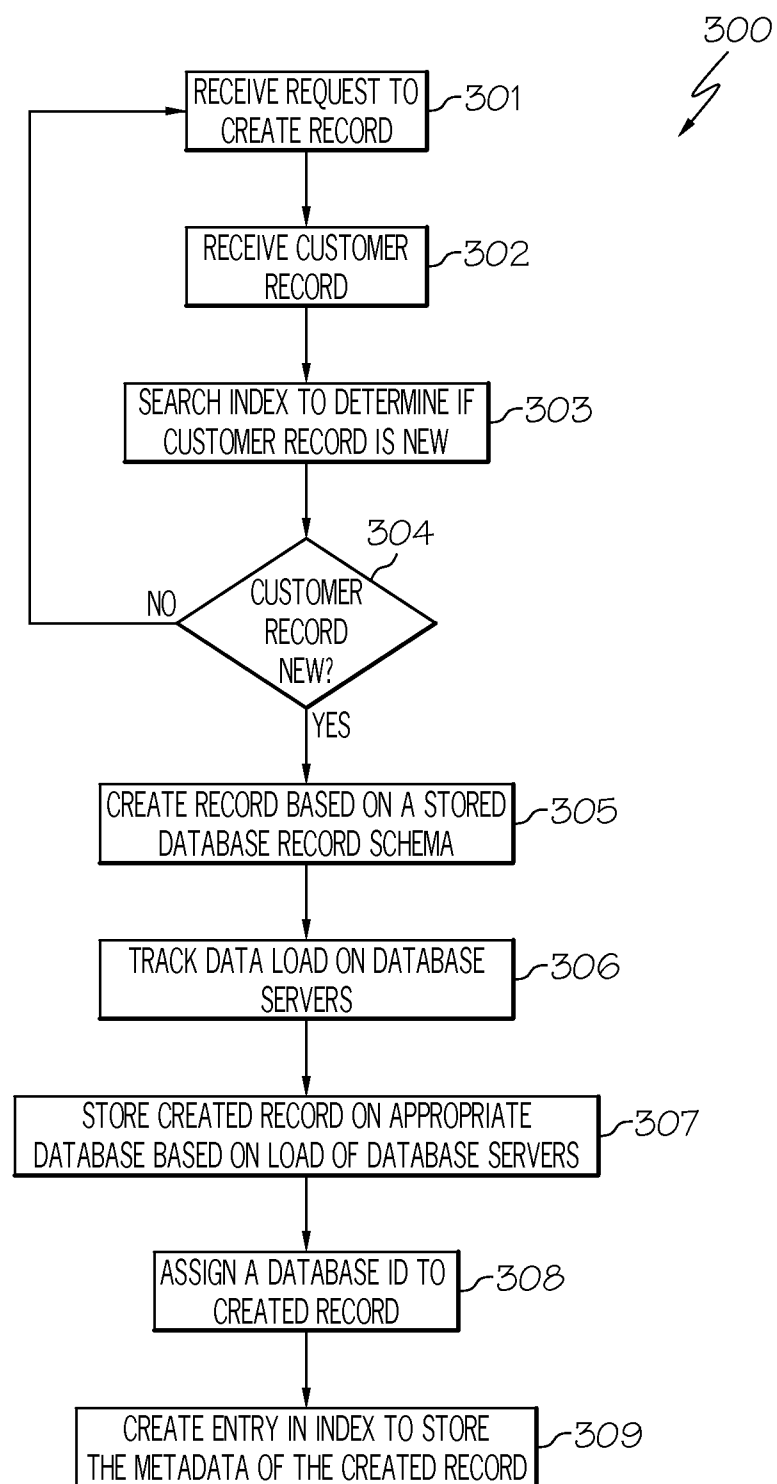 300
RECEIVE REQUEST TO
CREATE RECORD
301
RECEIVE CUSTOMER
RECORD
302
SEARCH INDEX TO DETERMINE IF
CUSTOMER RECORD IS NEW
303
304
CUSTOMER
RECORD
NEW?
NO
YES
CREATE RECORD BASED ON A STORED
DATABASE RECORD SCHEMA
305
TRACK DATA LOAD ON DATABASE
SERVERS
306
STORE CREATED RECORD ON APPROPRIATE
DATABASE BASED ON LOAD OF DATABASE SERVERS
307
ASSIGN A DATABASE ID TO
CREATED RECORD
308
CREATE ENTRY IN INDEX TO STORE
THE METADATA OF THE CREATED RECORD
309